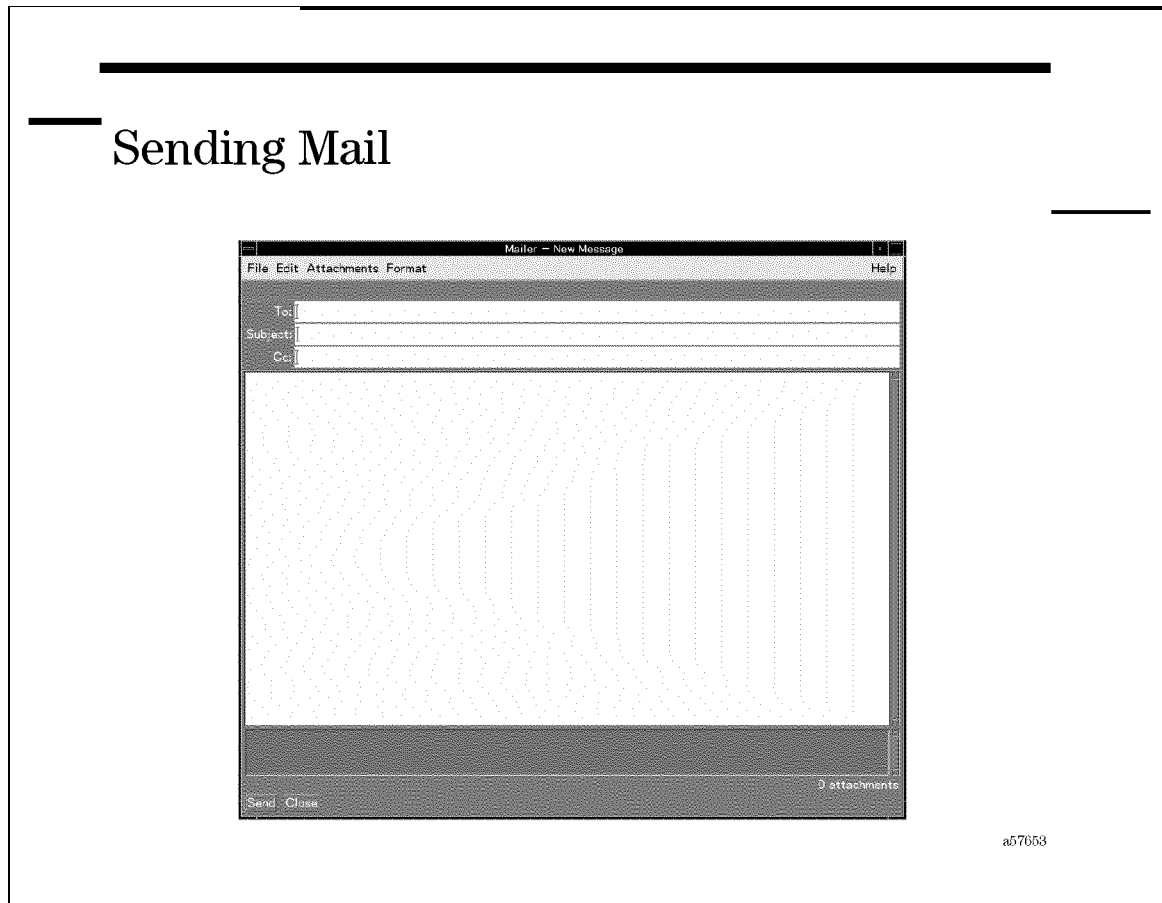 Sending Mail
Mailer – New Message
File Edit Attachments Format Help
To:
Subject:
Cc:
0 attachments
Send Close
a57653